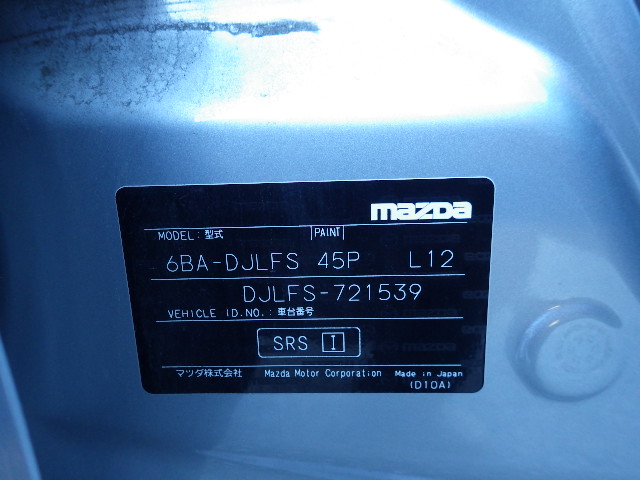 mazda
MODEL:型式 PAINT
6BA-DJLFS 45P L12
DJLFS-721539
VEHICLE ID.NO.:車台番号
SRS I
マツダ株式会社 Mazda Motor Corporation Made in Japan
(D10A)